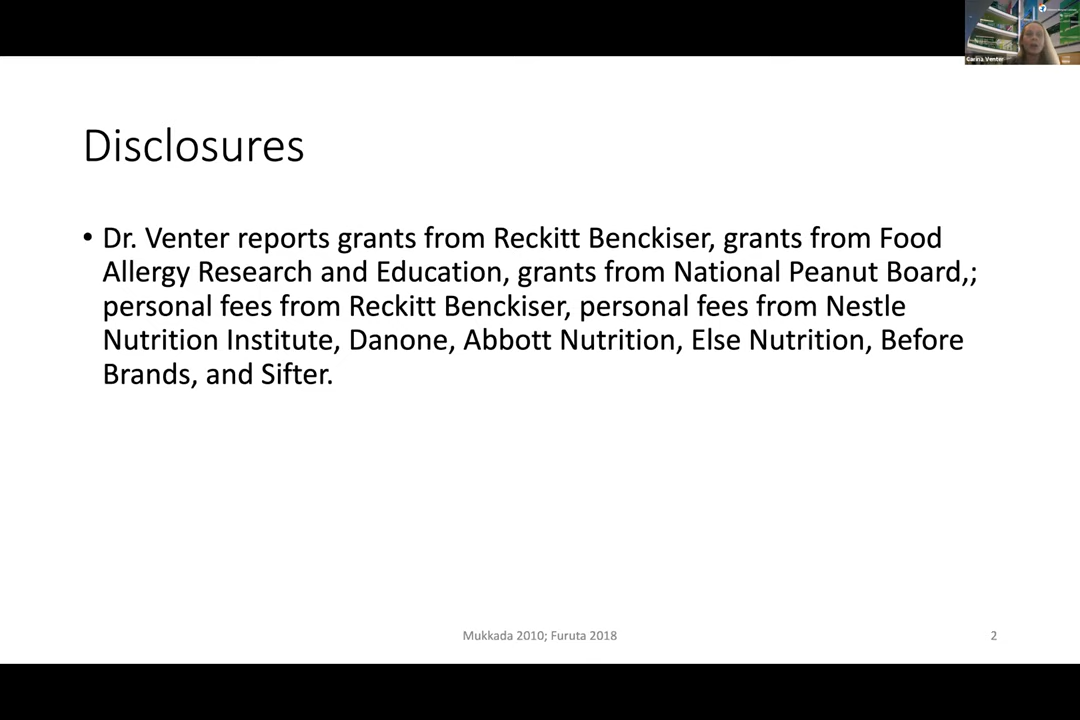 Carina Venter
Disclosures
• Dr. Venter reports grants from Reckitt Benckiser, grants from Food
Allergy Research and Education, grants from National Peanut Board,;
personal fees from Reckitt Benckiser, personal fees from Nestle
Nutrition Institute, Danone, Abbott Nutrition, Else Nutrition, Before
Brands, and Sifter.
Mukkada 2010; Furuta 2018
2